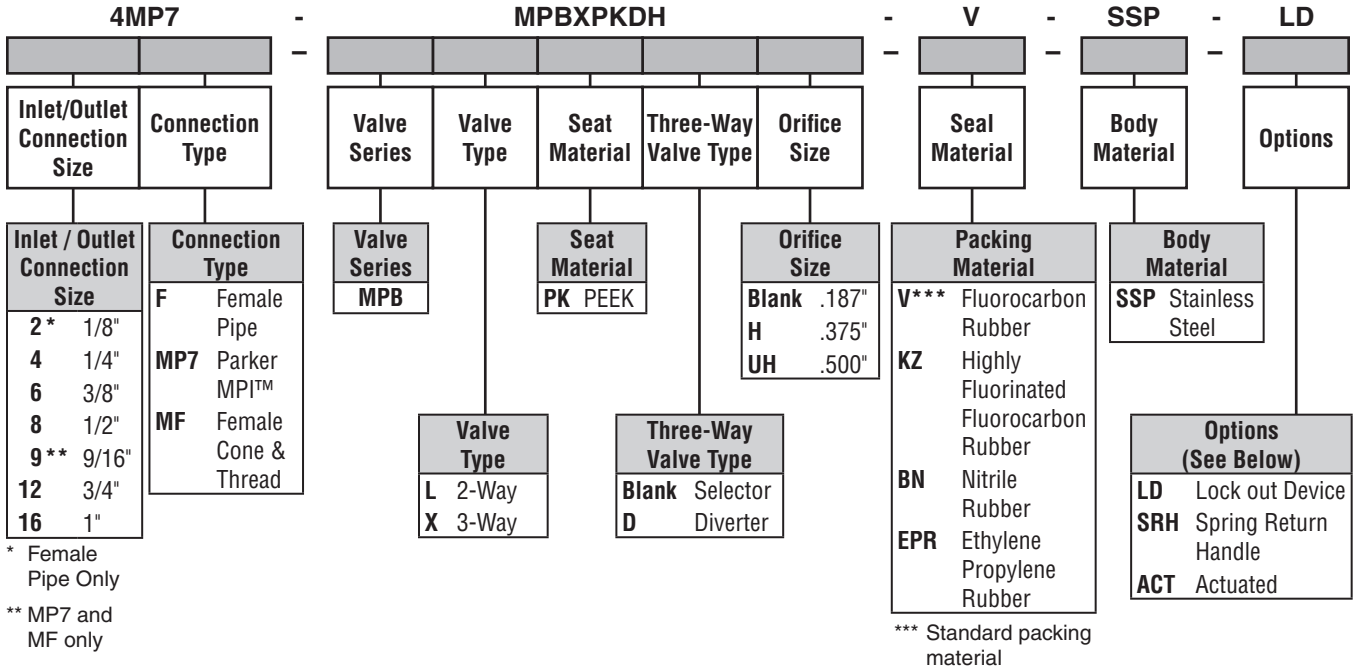 4MP7 - MPBXPKDH - V - SSP - LD
– – – –
Inlet/Outlet
Connection
Size
Connection
Type
Valve
Series
Valve
Type
Seat
Material
Three-Way
Valve Type
Orifice
Size
Seal
Material
Body
Material
Options
Inlet / Outlet
Connection
Size
2* 1/8"
4 1/4"
6 3/8"
8 1/2"
9** 9/16"
12 3/4"
16 1"
* Female
Pipe Only
** MP7 and
MF only
Connection
Type
F Female
Pipe
MP7 Parker
MPI™
MF Female
Cone &
Thread
Valve
Series
MPB
Valve
Type
L 2-Way
X 3-Way
Seat
Material
PK PEEK
Three-Way
Valve Type
Blank Selector
D Diverter
Orifice
Size
Blank .187"
H .375"
UH .500"
Packing
Material
V*** Fluorocarbon
Rubber
KZ Highly
Fluorinated
Fluorocarbon
Rubber
BN Nitrile
Rubber
EPR Ethylene
Propylene
Rubber
*** Standard packing
material
Body
Material
SSP Stainless
Steel
Options
(See Below)
LD Lock out Device
SRH Spring Return
Handle
ACT Actuated